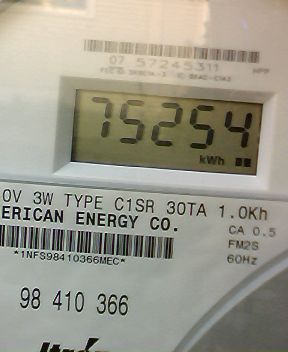 07 57245311
75254
kWh
0V 3W TYPE C1SR 30TA 1.0Kh
ERICAN ENERGY CO.
CA 0.5
FM2S
60Hz
*1NFS98410366MEC*
98 410 366
Itron